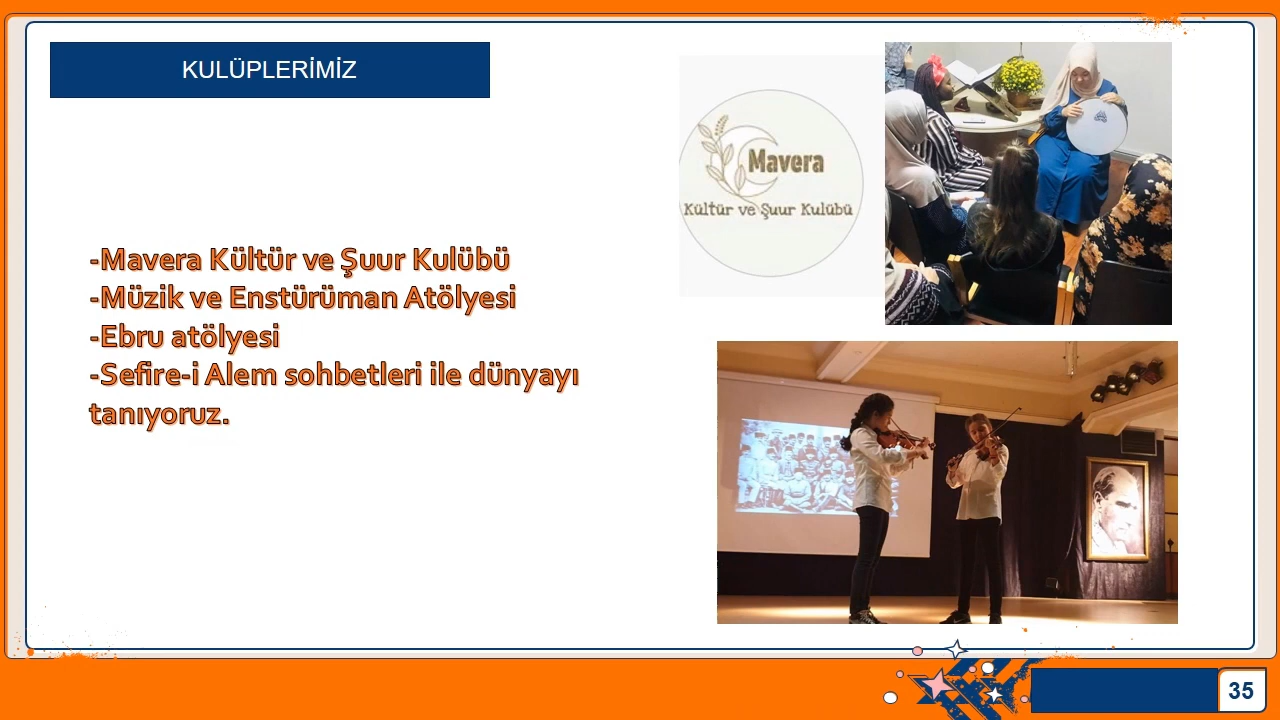 KULÜPLERİMİZ
Mavera
Kültür ve Şuur Kulübü
-Mavera Kültür ve Şuur Kulübü
-Müzik ve Enstürüman Atölyesi
-Ebru atölyesi
-Sefire-i Alem sohbetleri ile dünyayı
tanıyoruz.
35